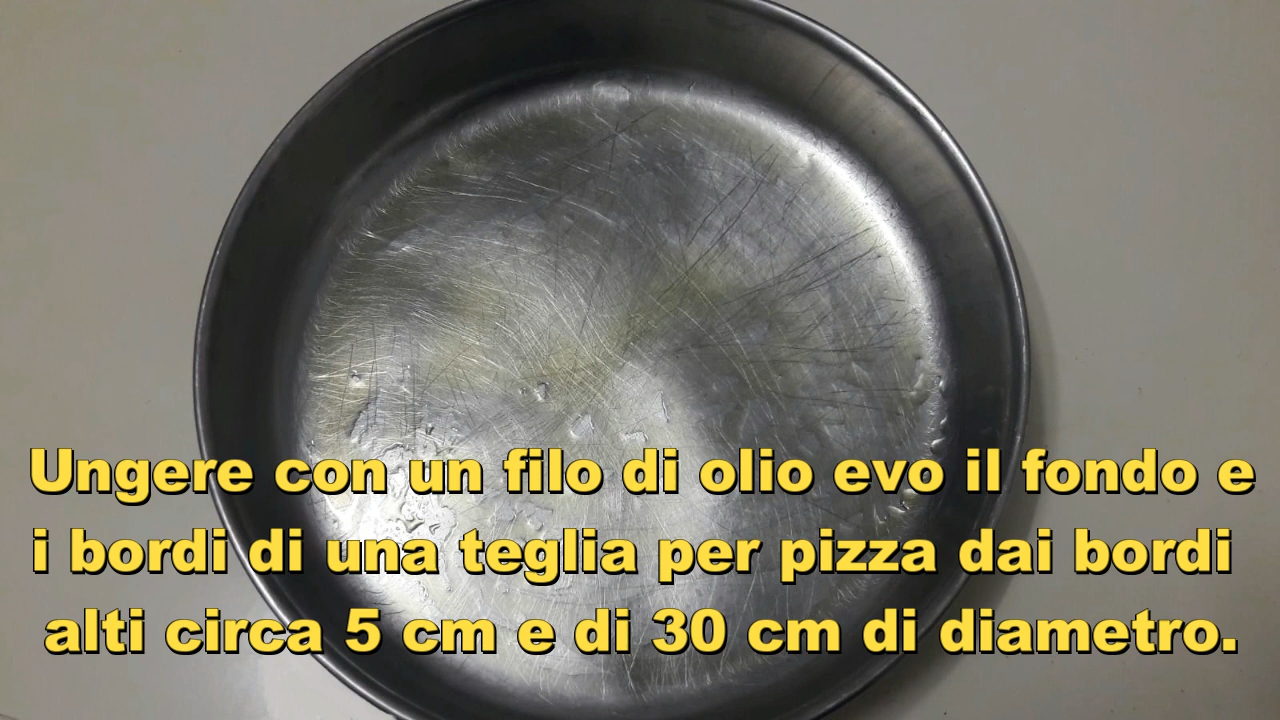 Ungere con un filo di olio evo il fondo e
i bordi di una teglia per pizza dai bordi
alti circa 5 cm e di 30 cm di diametro.